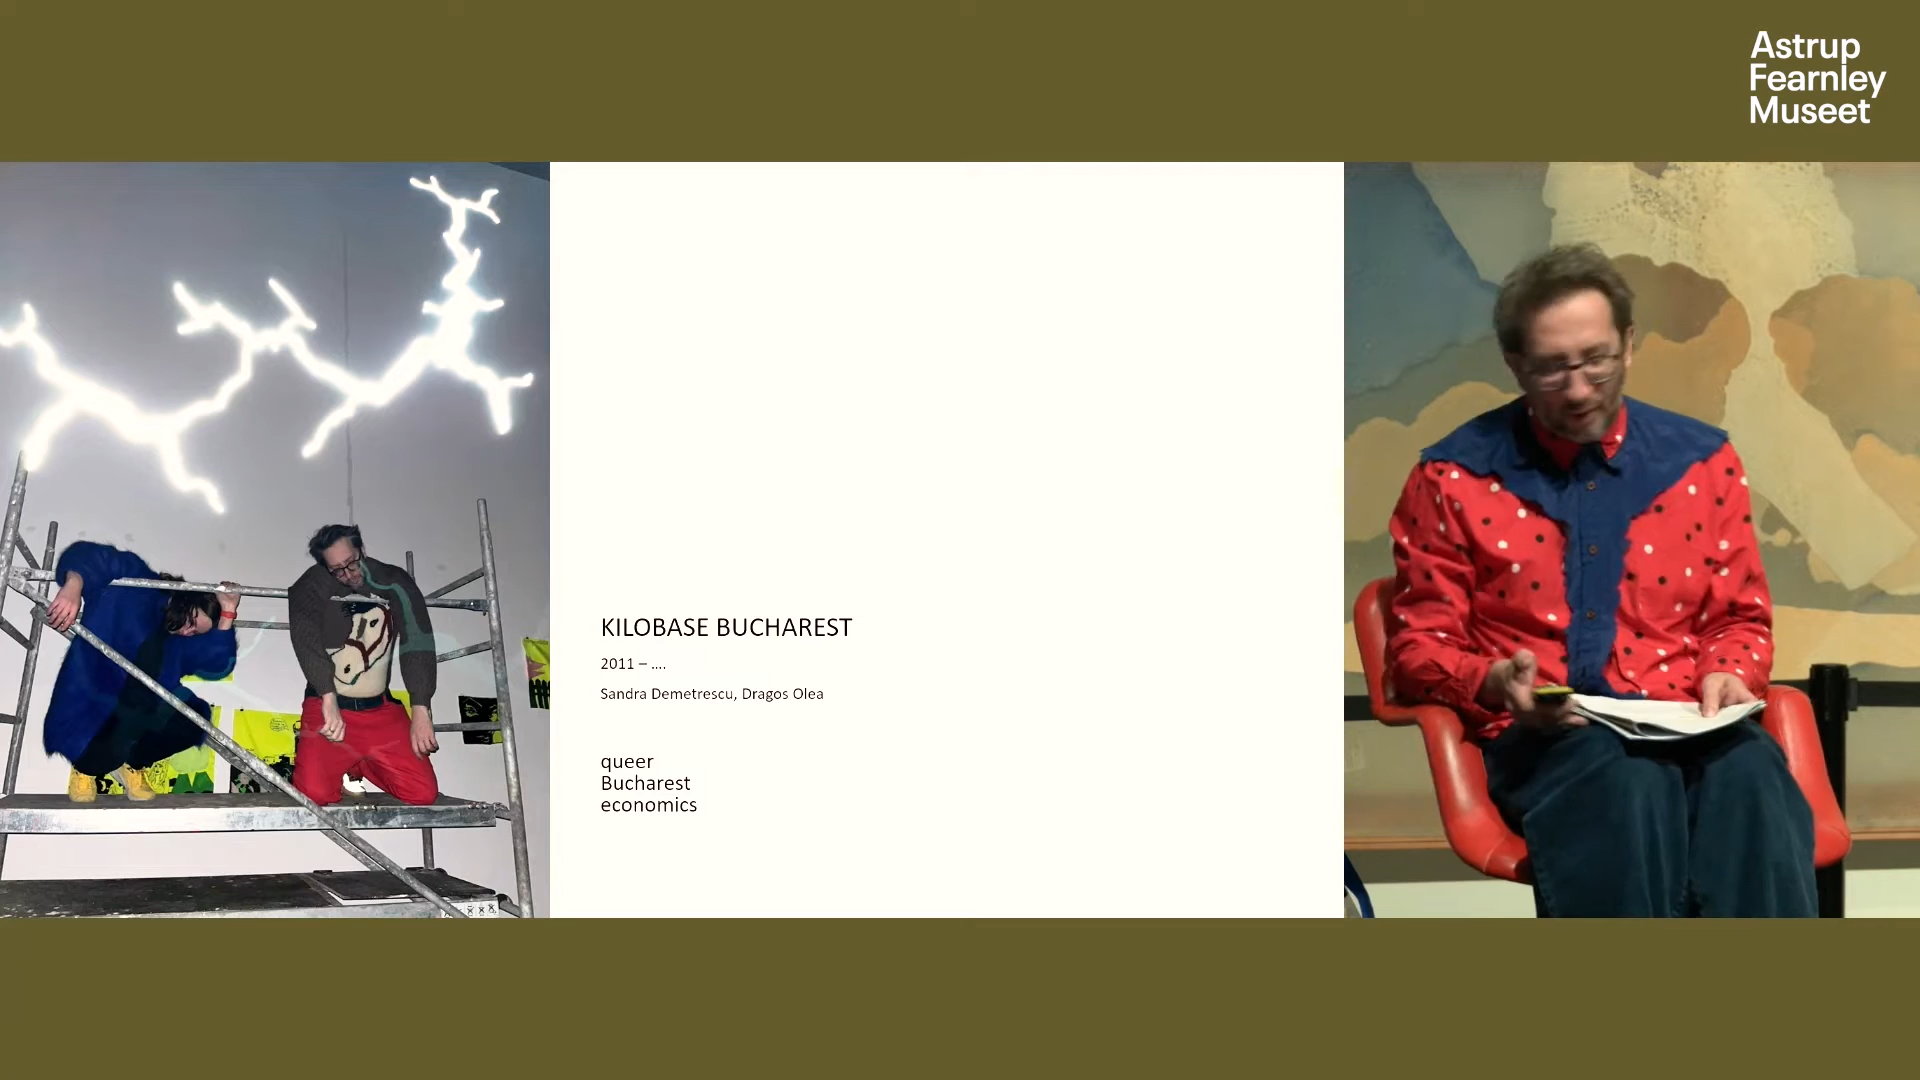 Astrup
Fearnley
Museet
KILOBASE BUCHAREST
2011 – ....
Sandra Demetrescu, Dragos Olea
queer
Bucharest
economics